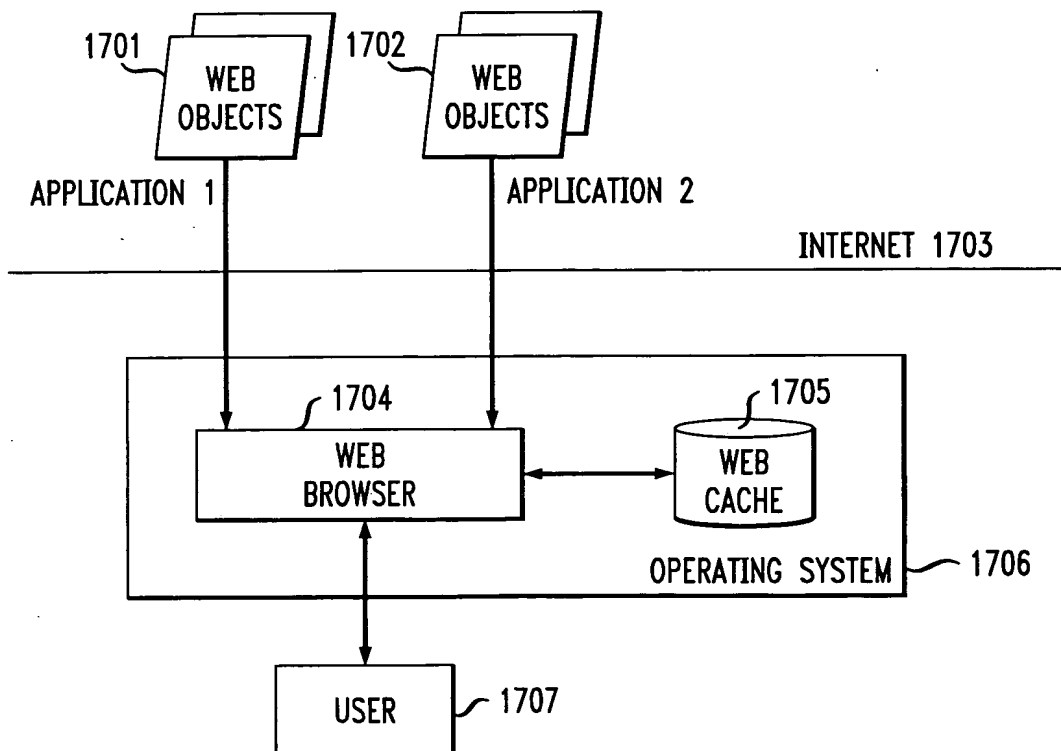 1701
WEB
OBJECTS
1702
WEB
OBJECTS
APPLICATION 1
APPLICATION 2
INTERNET 1703
1704
WEB
BROWSER
1705
WEB
CACHE
OPERATING SYSTEM
1706
USER
1707